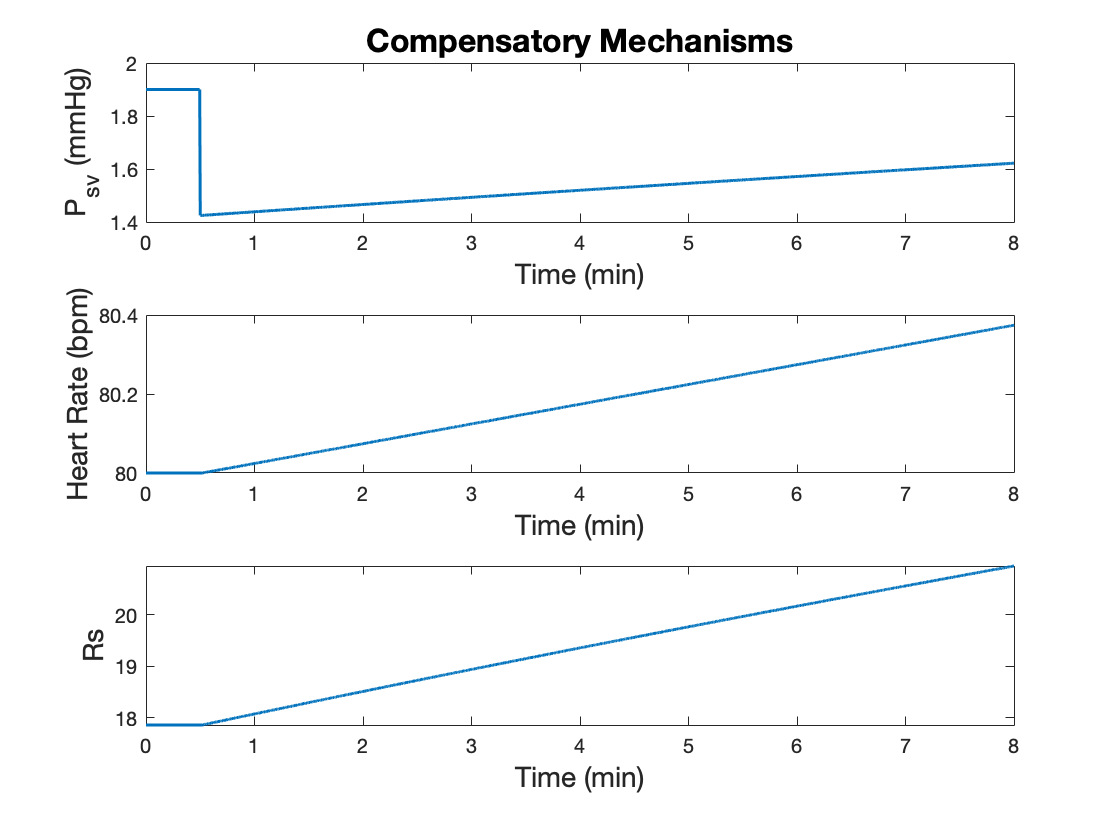 Compensatory Mechanisms
P_sv (mmHg)
2
1.8
1.6
1.4
0 1 2 3 4 5 6 7 8
Time (min)
Heart Rate (bpm)
80.4
80.2
80
0 1 2 3 4 5 6 7 8
Time (min)
Rs
20
19
18
0 1 2 3 4 5 6 7 8
Time (min)